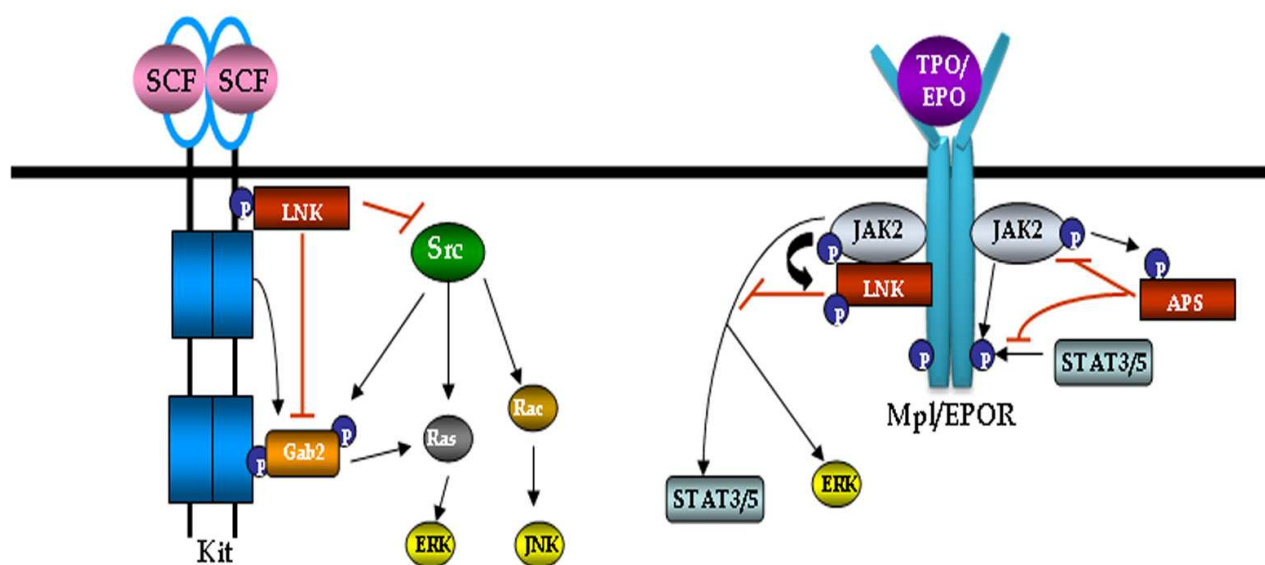 SCF
SCF
TPO/
EPO
P
LNK
Src
JAK2
P
LNK
P
JAK2
P
P
APS
P
P
STAT3/5
Mpl/EPOR
Rac
P
Gab2
P
Ras
STAT3/5
ERK
ERK
JNK
Kit